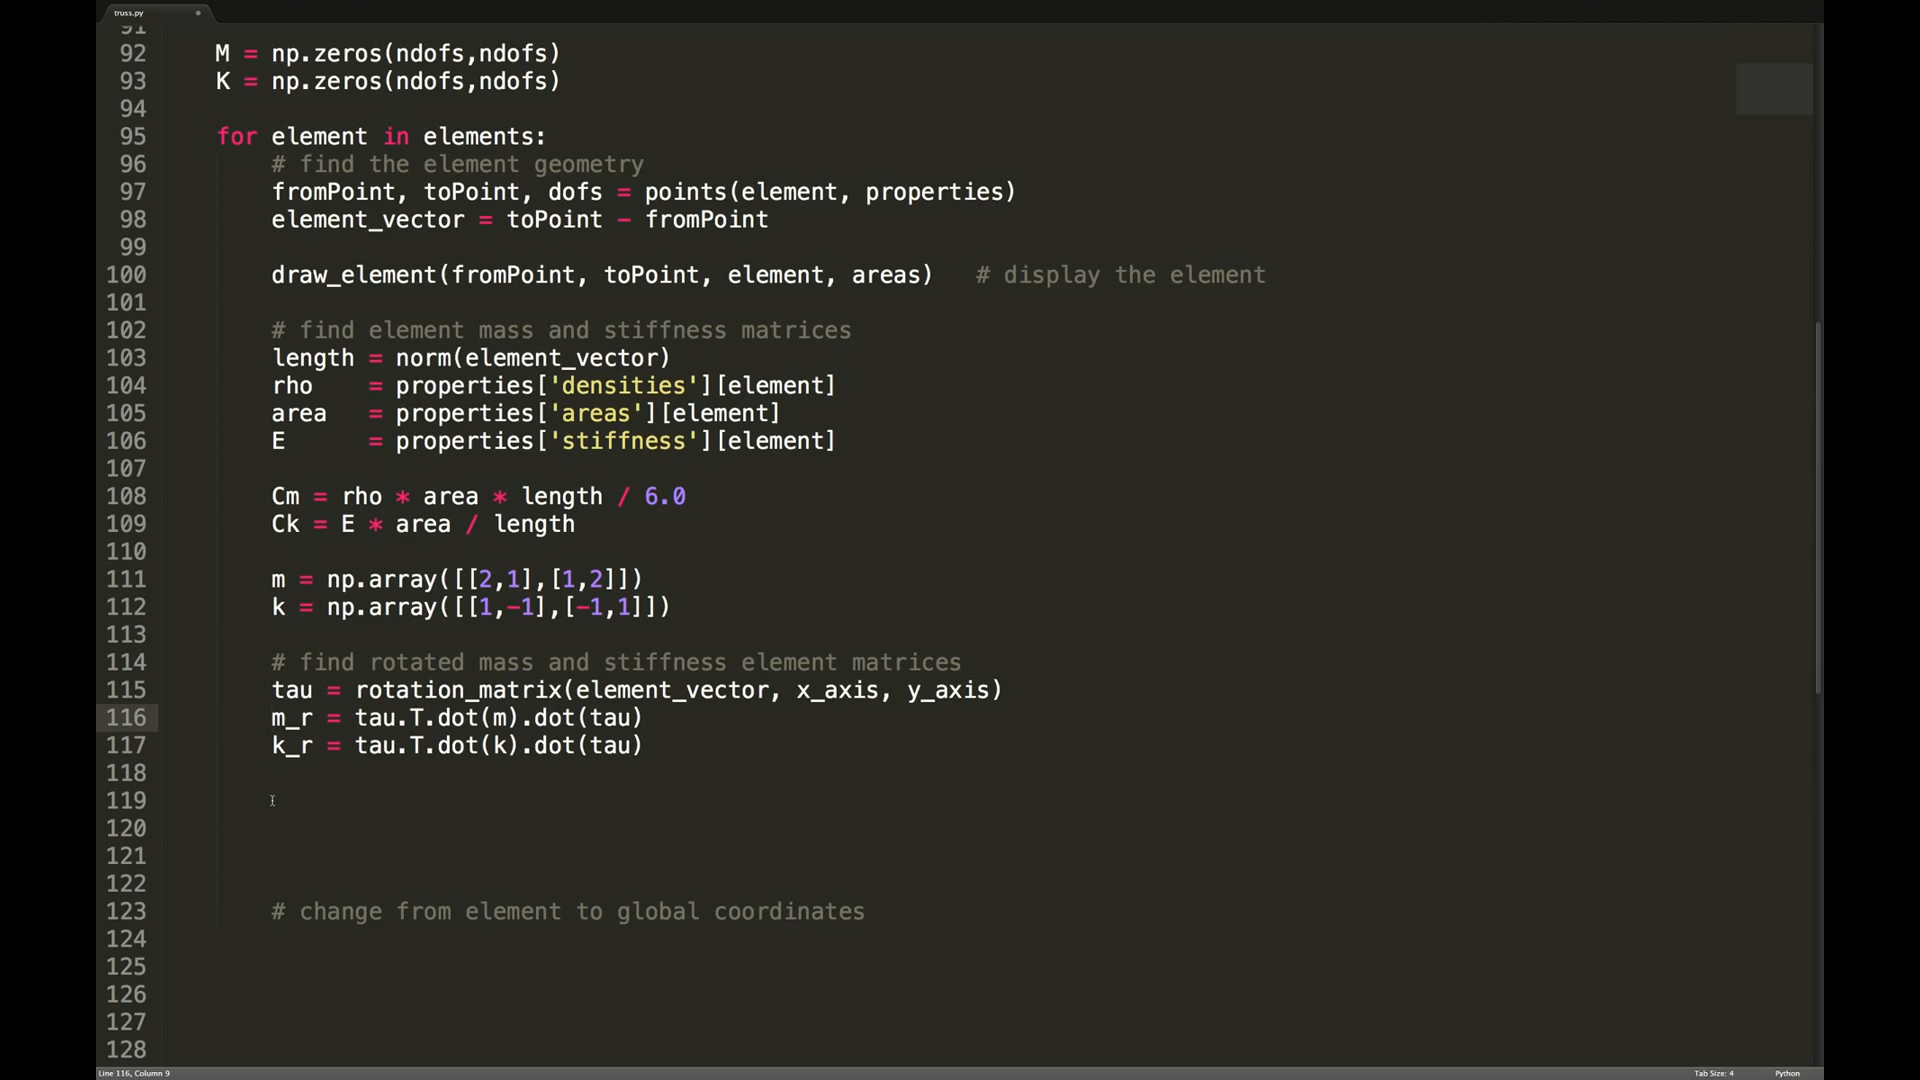 truss.py
91
92 M = np.zeros(ndofs,ndofs)
93 K = np.zeros(ndofs,ndofs)
94
95 for element in elements:
96 # find the element geometry
97 fromPoint, toPoint, dofs = points(element, properties)
98 element_vector = toPoint - fromPoint
99
100 draw_element(fromPoint, toPoint, element, areas) # display the element
101
102 # find element mass and stiffness matrices
103 length = norm(element_vector)
104 rho = properties['densities'][element]
105 area = properties['areas'][element]
106 E = properties['stiffness'][element]
107
108 Cm = rho * area * length / 6.0
109 Ck = E * area / length
110
111 m = np.array([[2,1],[1,2]])
112 k = np.array([[1,-1],[-1,1]])
113
114 # find rotated mass and stiffness element matrices
115 tau = rotation_matrix(element_vector, x_axis, y_axis)
116 m_r = tau.T.dot(m).dot(tau)
117 k_r = tau.T.dot(k).dot(tau)
118
119
120
121
122
123 # change from element to global coordinates
124
125
126
127
128
Line 116, Column 9 Tab Size: 4 Python